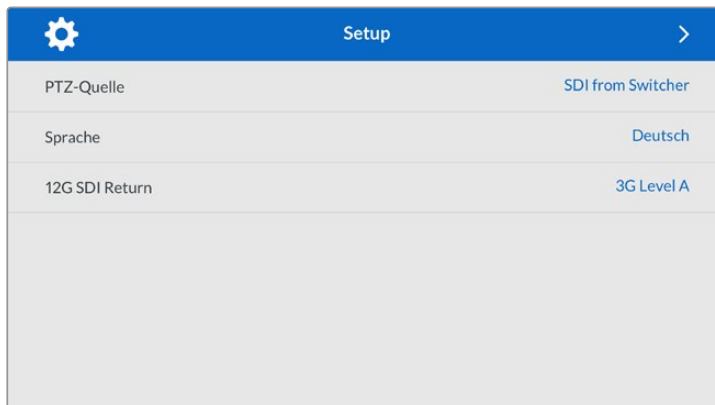 Setup
PTZ-Quelle SDI from Switcher
Sprache Deutsch
12G SDI Return 3G Level A